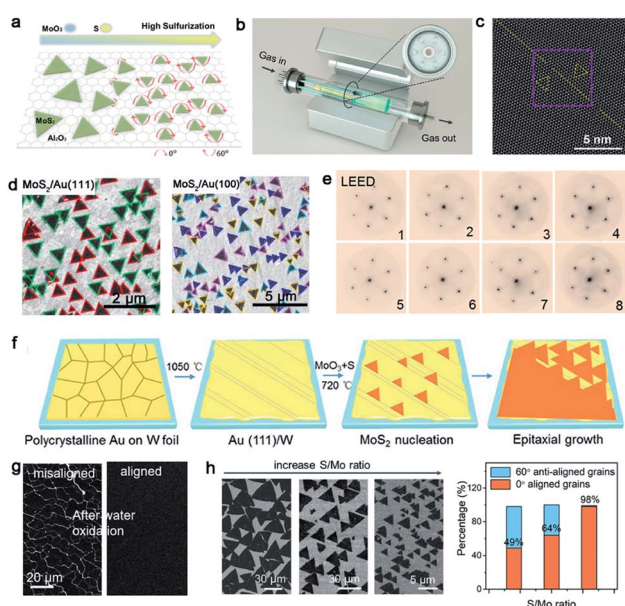 a
MoO₃ S High Sulfurization
MoS₂
Al₂O₃
0° 60°
b
Gas in
Gas out
c
5 nm
d
MoS₂/Au(111)
MoS₂/Au(100)
2 μm
5 μm
e
LEED
1 2 3 4
5 6 7 8
f
1050 ℃
MoO₃+S
720 ℃
Polycrystalline Au on W foil
Au (111)/W
MoS₂ nucleation
Epitaxial growth
g
misaligned
aligned
After water
oxidation
20 μm
h
increase S/Mo ratio
30 μm
30 μm
5 μm
60° anti-aligned grains
0° aligned grains
Percentage (%)
120
80
40
0
49%
64%
98%
S/Mo ratio